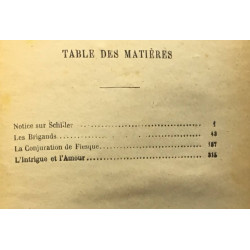 TABLE DES MATIÈRES
Notice sur Schiller 1
Les Brigands 43
La Conjuration de Fiesque 187
L'Intrigue et l'Amour 315